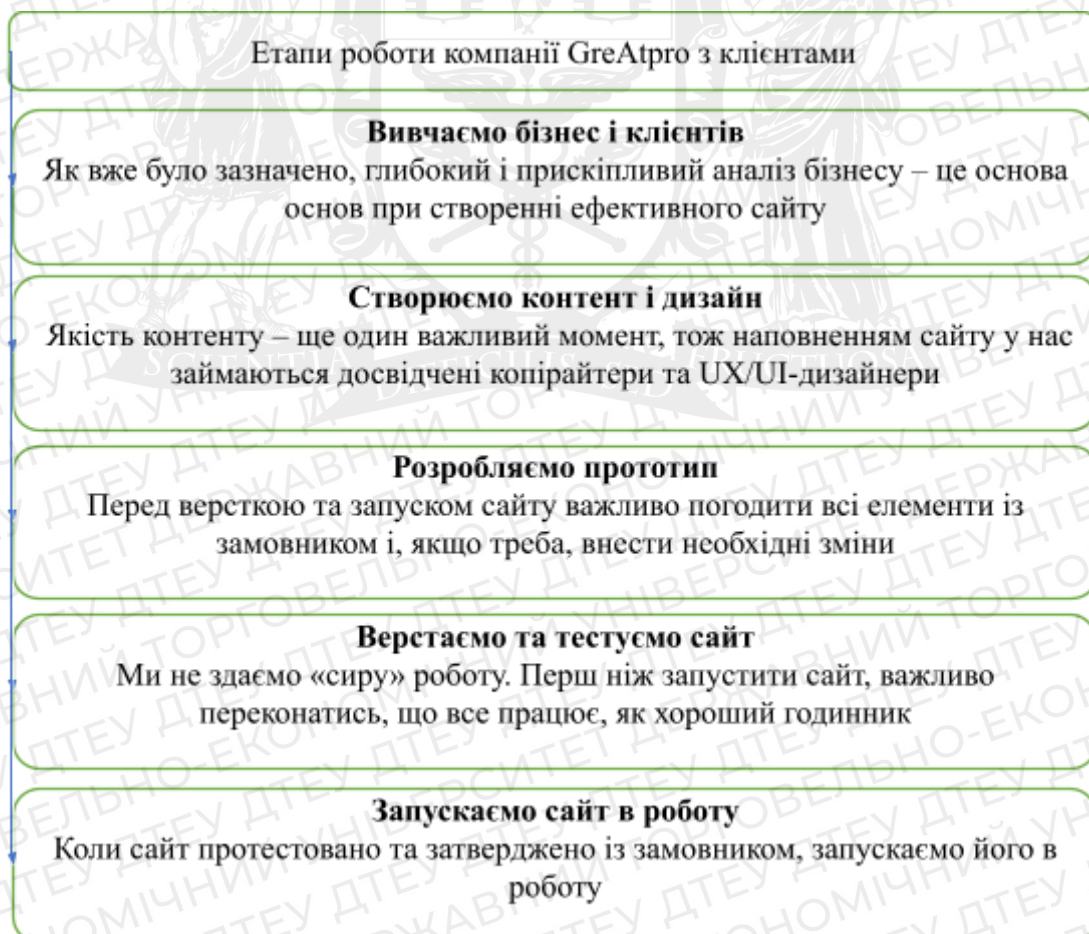 Етапи роботи компанії GreAtpro з клієнтами
Вивчаємо бізнес і клієнтів
Як вже було зазначено, глибокий і прискіпливий аналіз бізнесу – це основа
основ при створенні ефективного сайту
Створюємо контент і дизайн
Якість контенту – ще один важливий момент, тож наповненням сайту у нас
займаються досвідчені копірайтери та UX/UI-дизайнери
Розробляємо прототип
Перед версткою та запуском сайту важливо погодити всі елементи із
замовником і, якщо треба, внести необхідні зміни
Верстаємо та тестуємо сайт
Ми не здаємо «сиру» роботу. Перш ніж запустити сайт, важливо
переконатись, що все працює, як хороший годинник
Запускаємо сайт в роботу
Коли сайт протестовано та затверджено із замовником, запускаємо його в
роботу